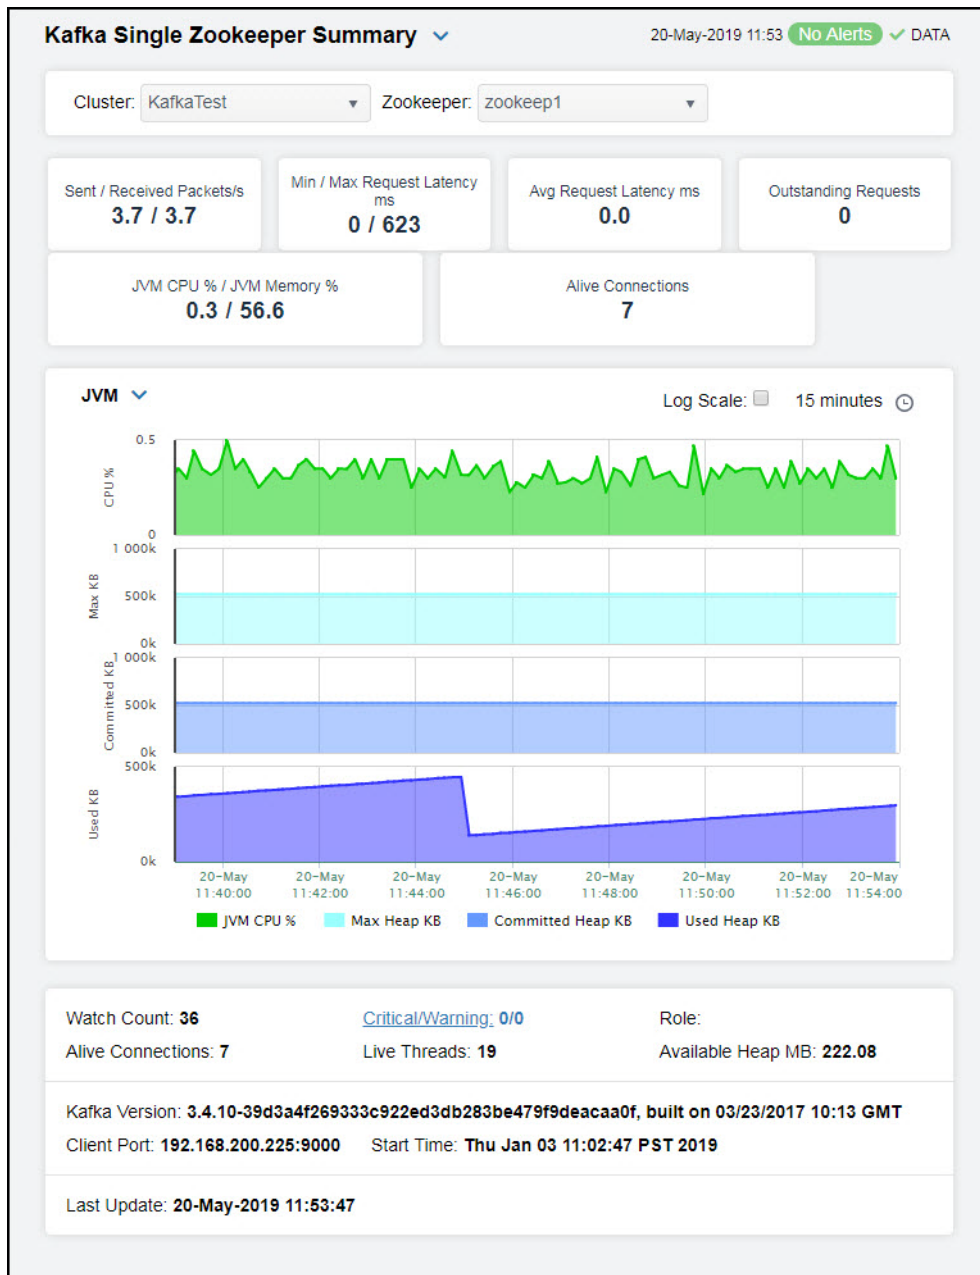 Kafka Single Zookeeper Summary
20-May-2019 11:53 No Alerts DATA
Cluster: KafkaTest Zookeeper: zookeep1
Sent / Received Packets/s
3.7 / 3.7
Min / Max Request Latency
ms
0 / 623
Avg Request Latency ms
0.0
Outstanding Requests
0
JVM CPU % / JVM Memory %
0.3 / 56.6
Alive Connections
7
JVM
Log Scale: 15 minutes
CPU %
0.5
0
Max KB
1 000k
500k
0k
Committed KB
1 000k
500k
0k
Used KB
500k
0k
20-May 20-May 20-May 20-May 20-May 20-May 20-May 20-May
11:40:00 11:42:00 11:44:00 11:46:00 11:48:00 11:50:00 11:52:00 11:54:00
JVM CPU % Max Heap KB Committed Heap KB Used Heap KB
Watch Count: 36 Critical/Warning: 0/0 Role:
Alive Connections: 7 Live Threads: 19 Available Heap MB: 222.08
Kafka Version: 3.4.10-39d3a4f269333c922ed3db283be479f9deacaa0f, built on 03/23/2017 10:13 GMT
Client Port: 192.168.200.225:9000 Start Time: Thu Jan 03 11:02:47 PST 2019
Last Update: 20-May-2019 11:53:47